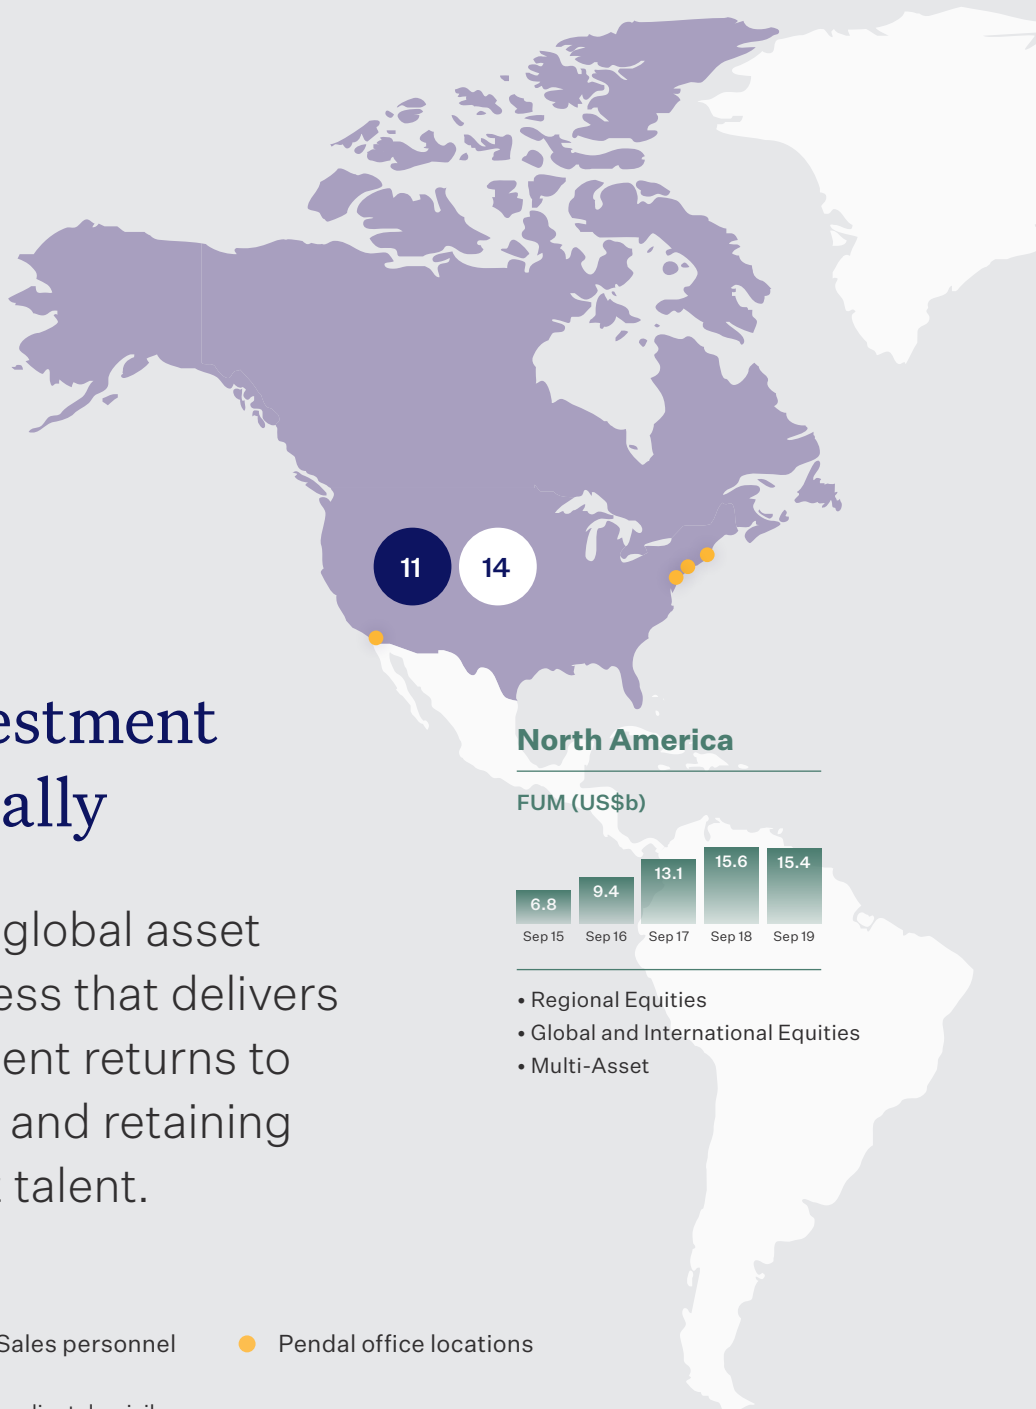 11
14
estment
ally
global asset
ess that delivers
ent returns to
and retaining
talent.
North America
FUM (US$b)
6.8
9.4
13.1
15.6
15.4
Sep 15
Sep 16
Sep 17
Sep 18
Sep 19
• Regional Equities
• Global and International Equities
• Multi-Asset
Sales personnel
Pendal office locations